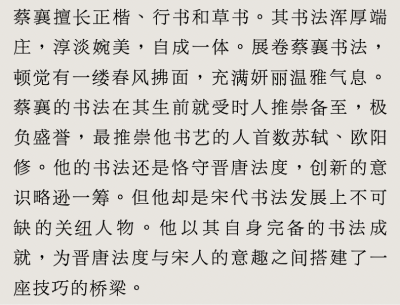 蔡襄擅长正楷、行书和草书。其书法浑厚端
庄，淳淡婉美，自成一体。展卷蔡襄书法，
顿觉有一缕春风拂面，充满妍丽温雅气息。
蔡襄的书法在其生前就受时人推崇备至，极
负盛誉，最推崇他书艺的人首数苏轼、欧阳
修。他的书法还是恪守晋唐法度，创新的意
识略逊一筹。但他却是宋代书法发展上不可
缺的关纽人物。他以其自身完备的书法成
就，为晋唐法度与宋人的意趣之间搭建了一
座技巧的桥梁。